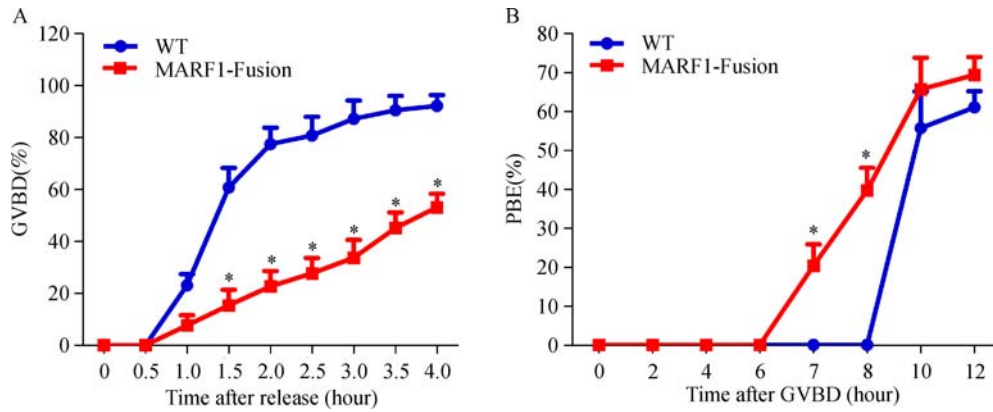 A
WT
MARF1-Fusion
GVBD(%)
120
100
80
60
40
20
0
* * * * * *
0 0.5 1.0 1.5 2.0 2.5 3.0 3.5 4.0
Time after release (hour)
B
WT
MARF1-Fusion
PBE(%)
80
70
60
50
40
30
20
10
0
* *
0 2 4 6 7 8 10 12
Time after GVBD (hour)